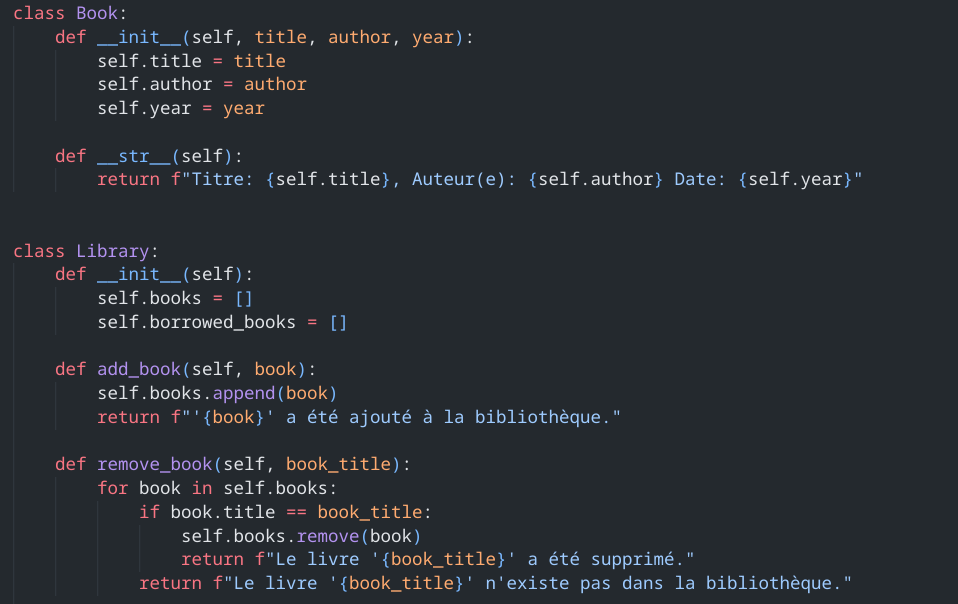 class Book:
    def __init__(self, title, author, year):
        self.title = title
        self.author = author
        self.year = year

    def __str__(self):
        return f"Titre: {self.title}, Auteur(e): {self.author} Date: {self.year}"


class Library:
    def __init__(self):
        self.books = []
        self.borrowed_books = []

    def add_book(self, book):
        self.books.append(book)
        return f"'{book}' a été ajouté à la bibliothèque."

    def remove_book(self, book_title):
        for book in self.books:
            if book.title == book_title:
                self.books.remove(book)
                return f"Le livre '{book_title}' a été supprimé."
            return f"Le livre '{book_title}' n'existe pas dans la bibliothèque."